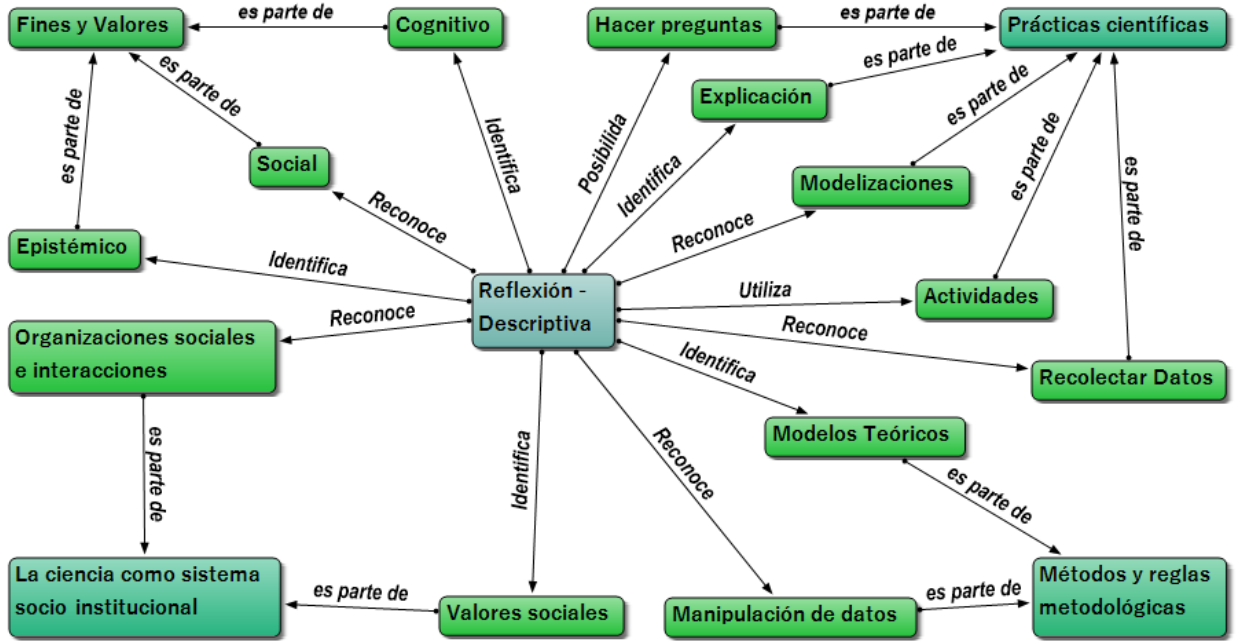 Fines y Valores
es parte de
Cognitivo
Hacer preguntas
es parte de
Prácticas científicas
es parte de
es parte de
Explicación
es parte de
es parte de
Identifica
Posibilida
Identifica
es parte de
es parte de
Social
Modelizaciones
Reconoce
Reconoce
Epistémico
Identifica
Reflexión -
Descriptiva
Utiliza
Actividades
Reconoce
Reconoce
Organizaciones sociales
e interacciones
Identifica
Recolectar Datos
Modelos Teóricos
es parte de
Identifica
Reconoce
es parte de
La ciencia como sistema
socio institucional
es parte de
Valores sociales
Manipulación de datos
es parte de
Métodos y reglas
metodológicas